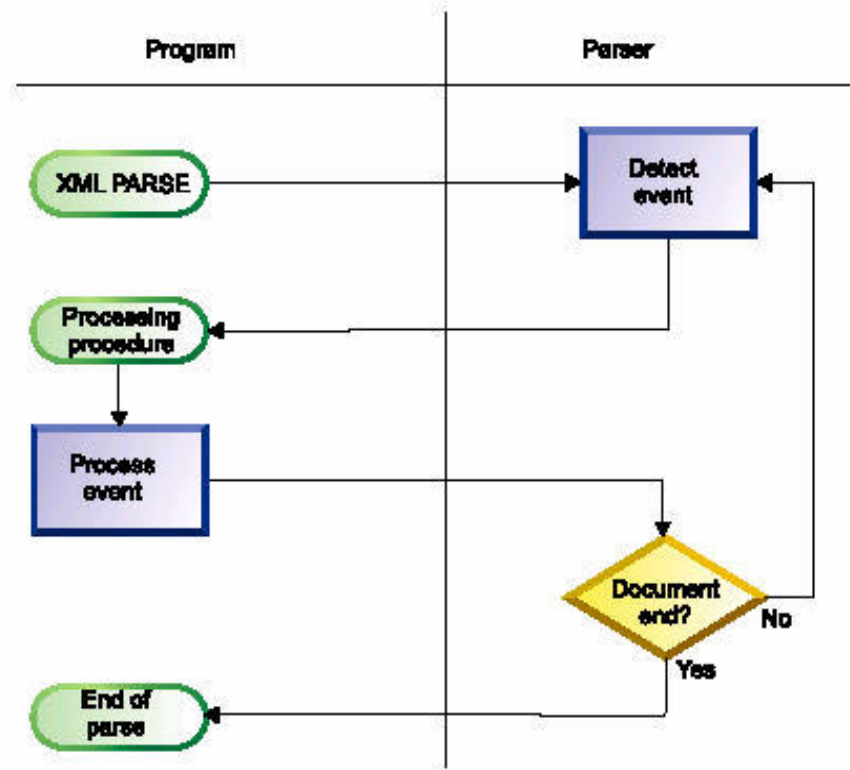 Program
Parser
XML PARSE
Detect
event
Processing
procedure
Process
event
Document
end?
No
Yes
End of
parse